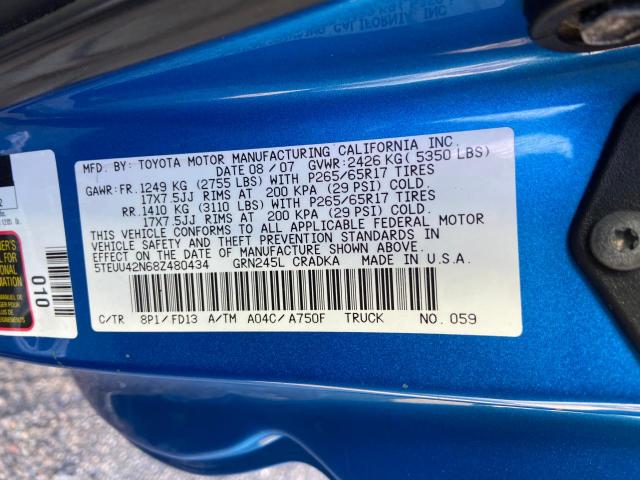 MFD. BY: TOYOTA MOTOR MANUFACTURING CALIFORNIA INC.
DATE 08/07 GVWR: 2426 KG( 5350 LBS)
GAWR: FR. 1249 KG (2755 LBS) WITH P265/65R17 TIRES
17X7.5JJ RIMS AT 200 KPA (29 PSI) COLD.
RR. 1410 KG (3110 LBS) WITH P265/65R17 TIRES
17X7.5JJ RIMS AT 200 KPA (29 PSI) COLD.
THIS VEHICLE CONFORMS TO ALL APPLICABLE FEDERAL MOTOR
VEHICLE SAFETY AND THEFT PREVENTION STANDARDS IN
EFFECT ON THE DATE OF MANUFACTURE SHOWN ABOVE.
5TEUU42N68Z480434 GRN245L CRADKA MADE IN U.S.A.
C/TR 8P1/FD13 A/TM A04C/A750F TRUCK NO. 059
010